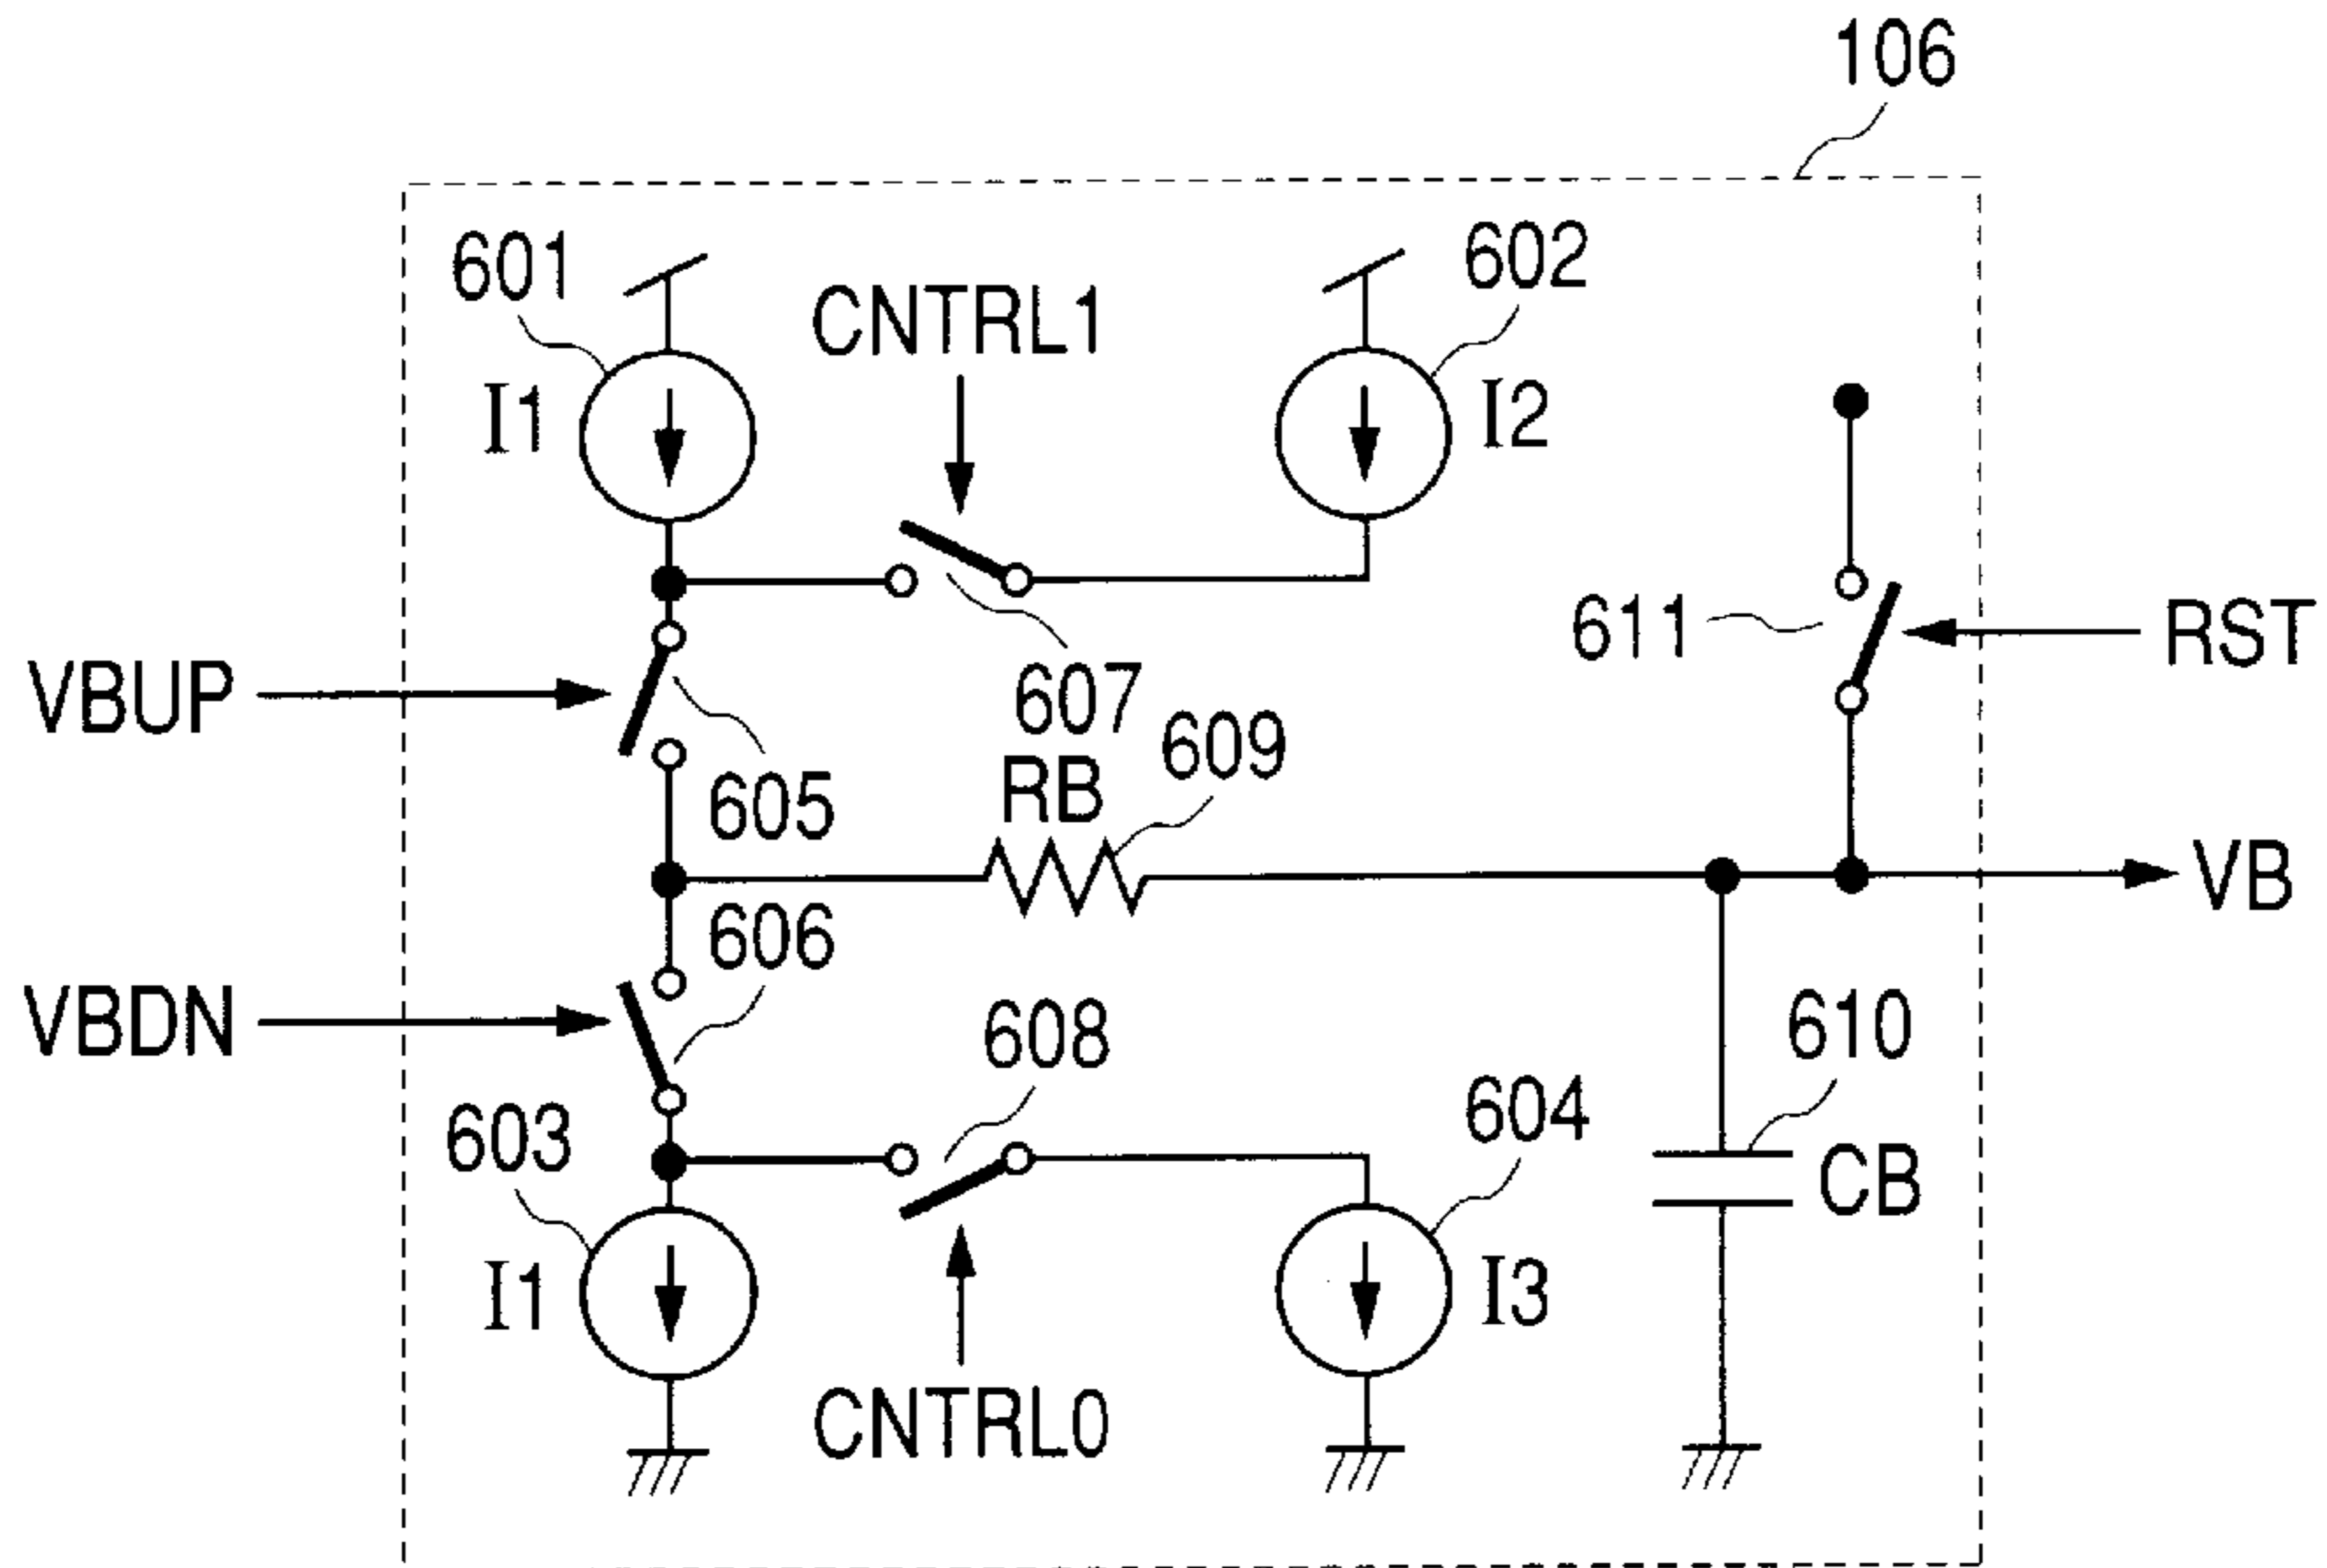 106
601
602
CNTRL1
I1
I2
611
RST
VBUP
607
609
605
RB
VB
606
VBDN
608
610
603
604
CB
I1
I3
CNTRL0